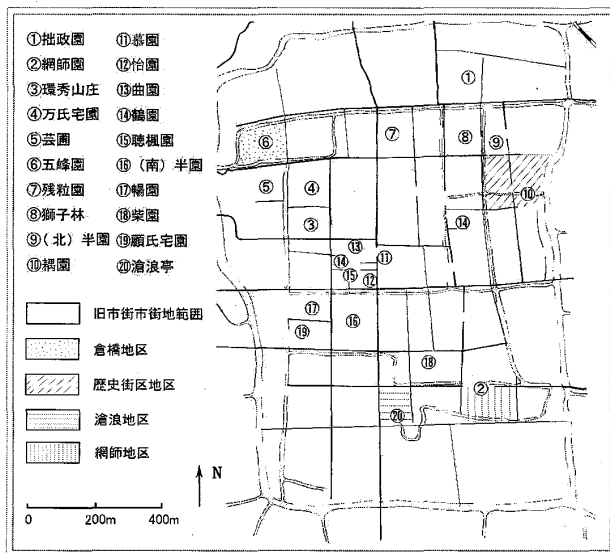 ①拙政園 ⑪慕園
②網師園 ⑫怡園
③環秀山庄 ⑬曲園
④万氏宅園 ⑭鶴園
⑤芸圃 ⑮聴楓園
⑥五峰園 ⑯（南）半園
⑦残粒園 ⑰暢園
⑧獅子林 ⑱柴園
⑨(北）半園 ⑲顧氏宅園
⑩耦園 ⑳滄浪亭
旧市街市街地範囲
倉橋地区
歴史街区地区
滄浪地区
網師地区
N
0 200m 400m
①
⑦ ⑧ ⑨
⑥
⑤ ④ ⑩
③ ⑭
⑬
⑭ ⑪
⑮ ⑫
⑰ ⑯
⑲
⑱
②
⑳